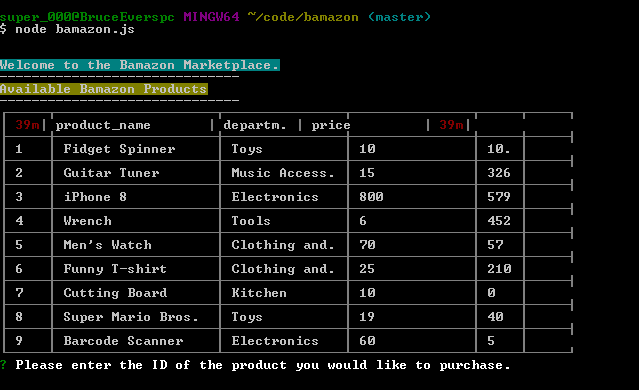 super_000@BruceEverspc MINGW64 ~/code/bamazon (master)
$ node bamazon.js
Welcome to the Bamazon Marketplace.
------------------------------
Available Bamazon Products
------------------------------
39m| product_name | departm. | price | 39m|
1 Fidget Spinner Toys 10 10.
2 Guitar Tuner Music Access. 15 326
3 iPhone 8 Electronics 800 579
4 Wrench Tools 6 452
5 Men's Watch Clothing and. 70 57
6 Funny T-shirt Clothing and. 25 210
7 Cutting Board Kitchen 10 0
8 Super Mario Bros. Toys 19 40
9 Barcode Scanner Electronics 60 5
? Please enter the ID of the product you would like to purchase.